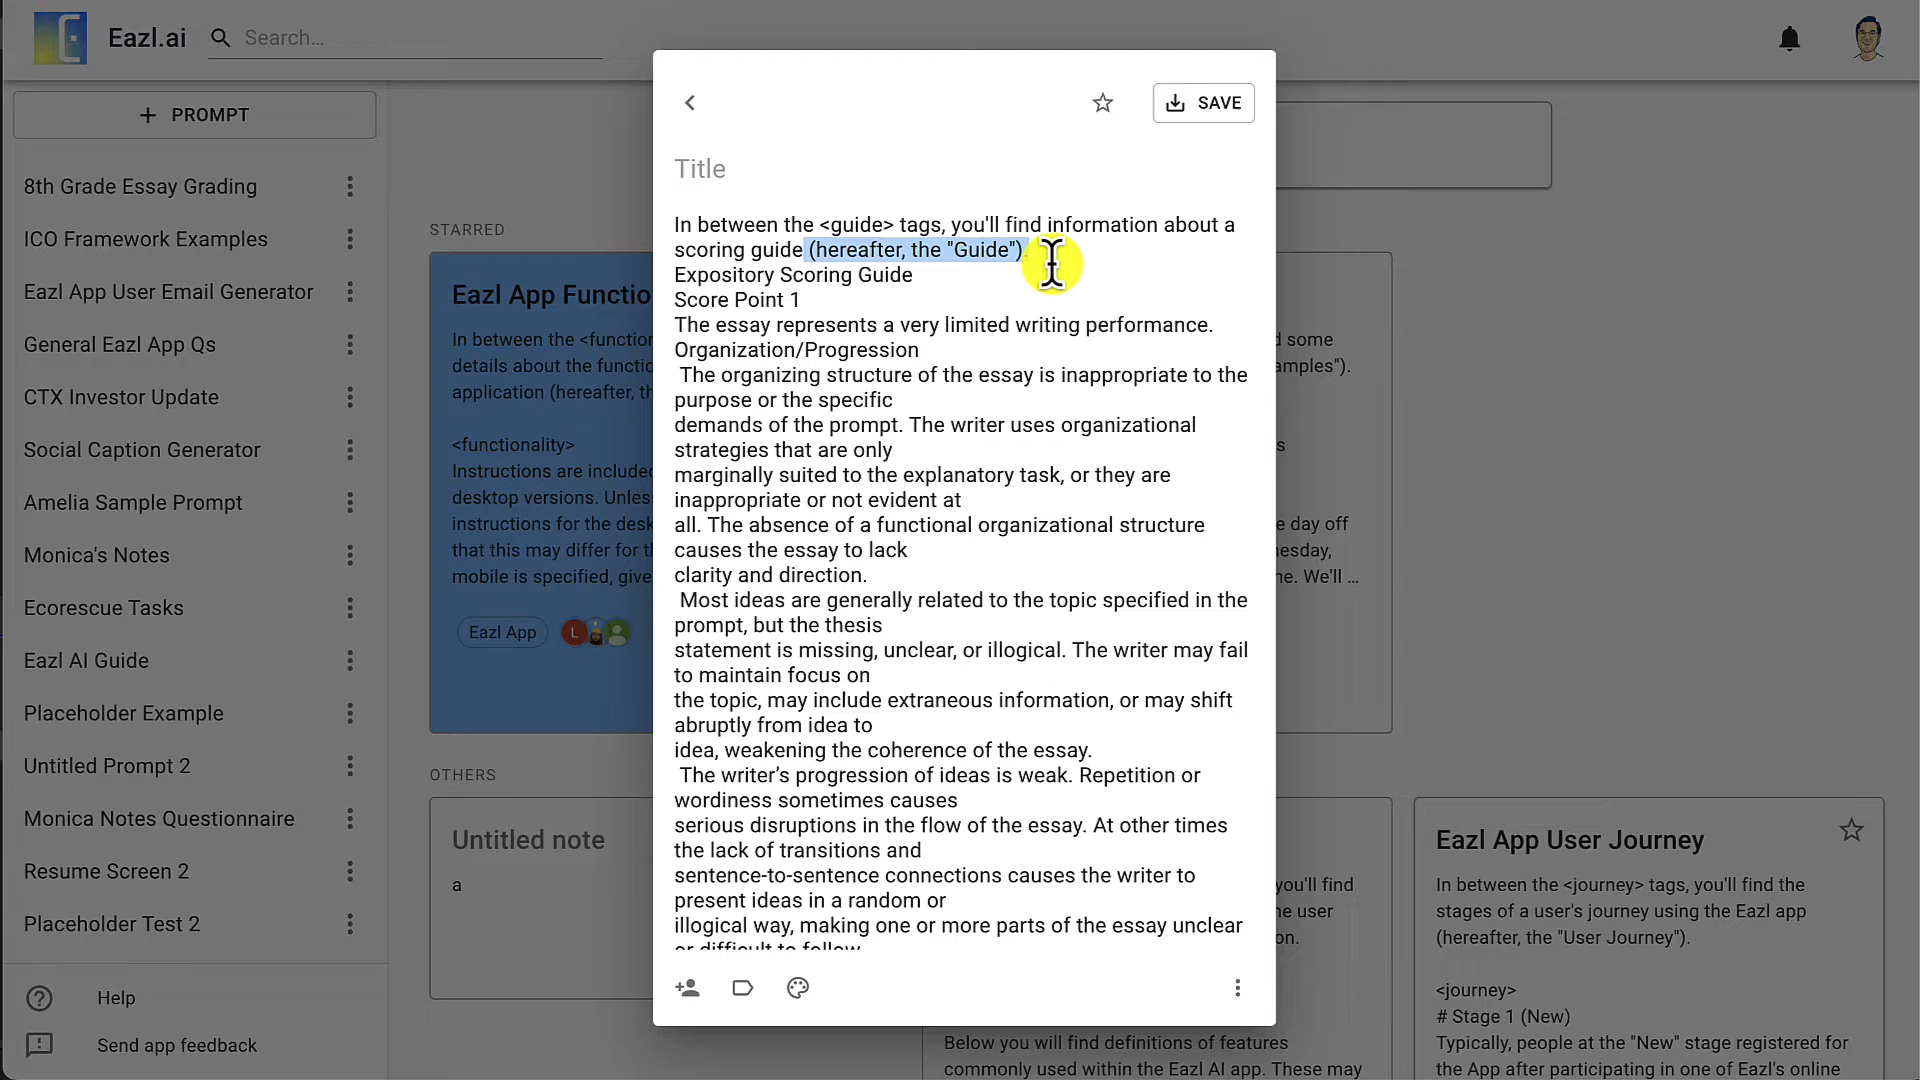 Eazl.ai
Search...
PROMPT
8th Grade Essay Grading
ICO Framework Examples
Eazl App User Email Generator
General Eazl App Qs
CTX Investor Update
Social Caption Generator
Amelia Sample Prompt
Monica's Notes
Ecorescue Tasks
Eazl AI Guide
Placeholder Example
Untitled Prompt 2
Monica Notes Questionnaire
Resume Screen 2
Placeholder Test 2
Help
Send app feedback
STARRED
Eazl App Functio
In between the <function
details about the functi
application (hereafter, th
<functionality>
Instructions are included
desktop versions. Unles
instructions for the desk
that this may differ for t
mobile is specified, give
Eazl App
L
OTHERS
Untitled note
a
SAVE
Title
In between the <guide> tags, you'll find information about a
scoring guide (hereafter, the "Guide").
Expository Scoring Guide
Score Point 1
The essay represents a very limited writing performance.
Organization/Progression
The organizing structure of the essay is inappropriate to the
purpose or the specific
demands of the prompt. The writer uses organizational
strategies that are only
marginally suited to the explanatory task, or they are
inappropriate or not evident at
all. The absence of a functional organizational structure
causes the essay to lack
clarity and direction.
Most ideas are generally related to the topic specified in the
prompt, but the thesis
statement is missing, unclear, or illogical. The writer may fail
to maintain focus on
the topic, may include extraneous information, or may shift
abruptly from idea to
idea, weakening the coherence of the essay.
The writer’s progression of ideas is weak. Repetition or
wordiness sometimes causes
serious disruptions in the flow of the essay. At other times
the lack of transitions and
sentence-to-sentence connections causes the writer to
present ideas in a random or
illogical way, making one or more parts of the essay unclear
or difficult to follow
d some
amples").
s
e day off
nesday,
ne. We'll ...
you'll find
ne user
on.
Below you will find definitions of features
commonly used within the Eazl AI app. These may
Eazl App User Journey
In between the <journey> tags, you'll find the
stages of a user's journey using the Eazl app
(hereafter, the "User Journey").
<journey>
# Stage 1 (New)
Typically, people at the "New" stage registered for
the App after participating in one of Eazl's online